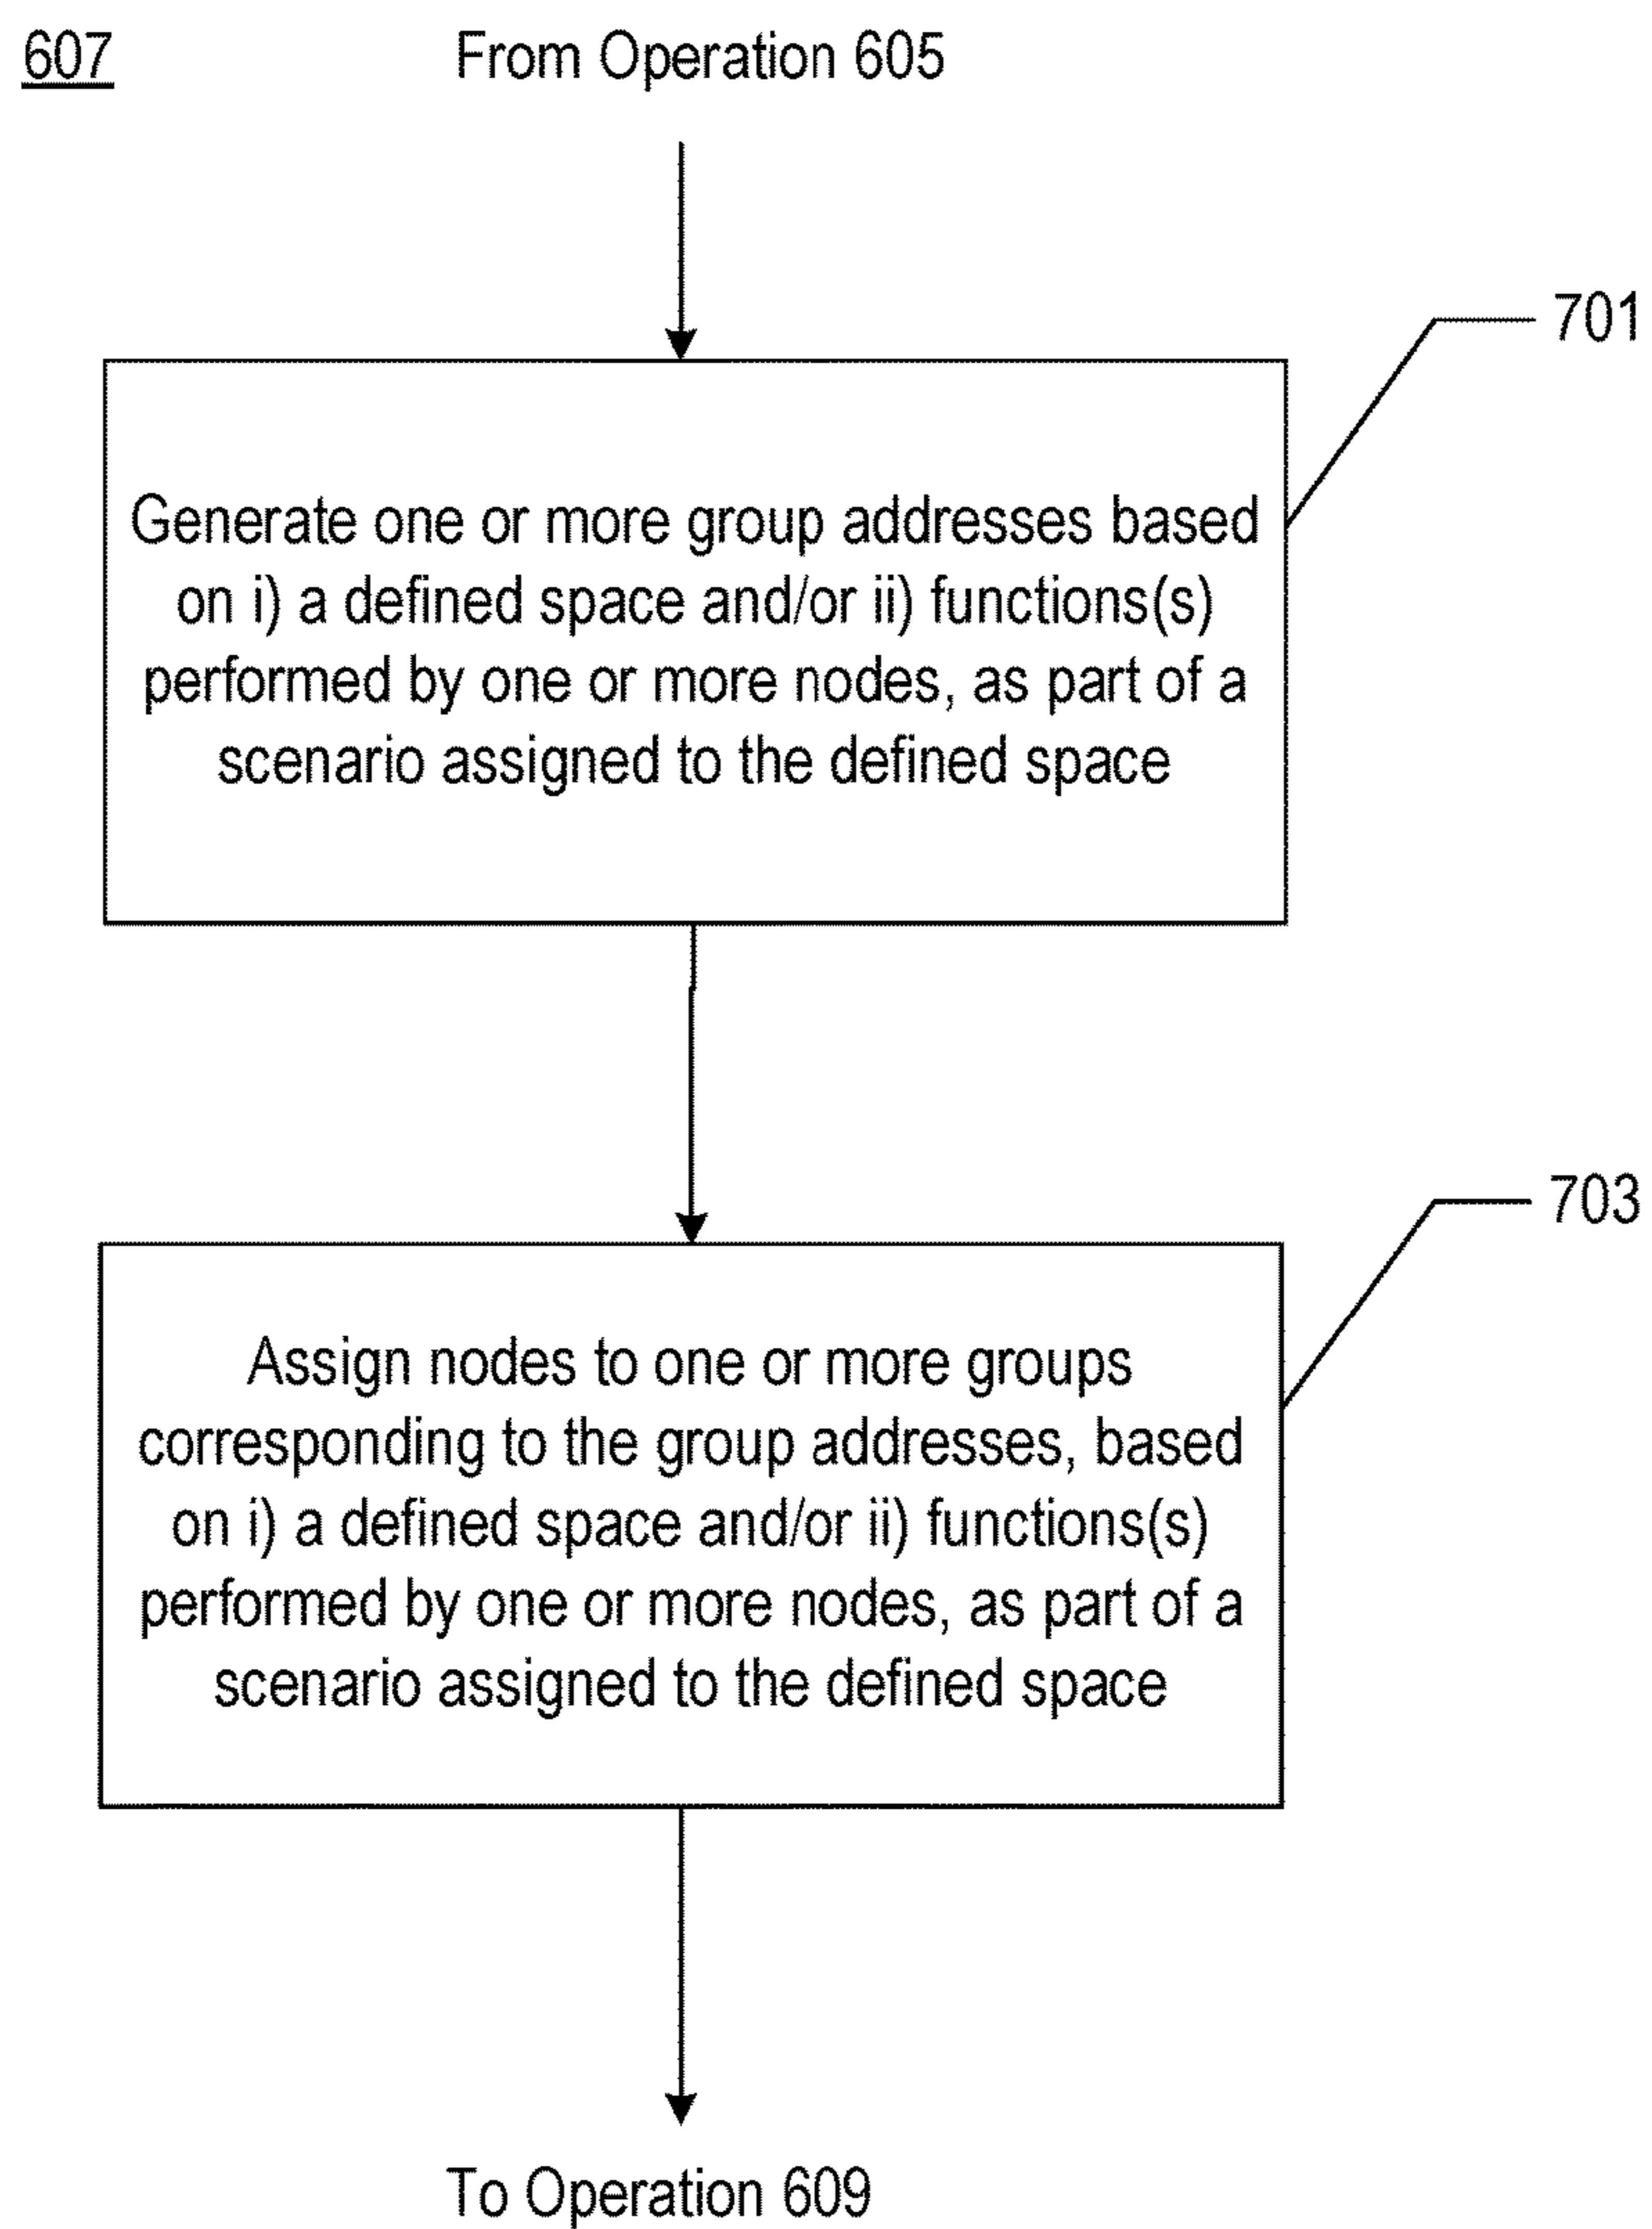 607
From Operation 605
701
Generate one or more group addresses based
on i) a defined space and/or ii) functions(s)
performed by one or more nodes, as part of a
scenario assigned to the defined space
703
Assign nodes to one or more groups
corresponding to the group addresses, based
on i) a defined space and/or ii) functions(s)
performed by one or more nodes, as part of a
scenario assigned to the defined space
To Operation 609